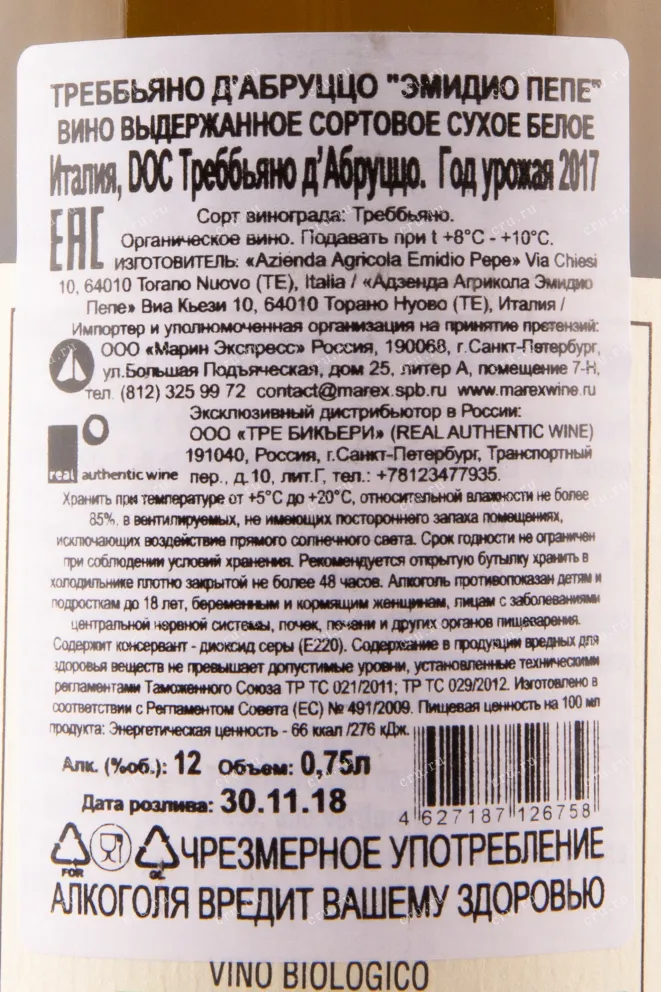 ТРЕББЬЯНО Д'АБРУЦЦО "ЭМИДИО ПЕПЕ"
ВИНО ВЫДЕРЖАННОЕ СОРТОВОЕ СУХОЕ БЕЛОЕ
Италия, DOC Треббьяно д'Абруццо. Год урожая 2017
EAC
Сорт винограда: Треббьяно.
Органическое вино. Подавать при t +8°C - +10°C.
ИЗГОТОВИТЕЛЬ: «Azienda Agricola Emidio Pepe» Via Chiesi
10, 64010 Torano Nuovo (TE), Italia / «Адзенда Агрикола Эмидио
Пепе» Виа Кьези 10, 64010 Торано Нуово (TE), Италия /
Импортер и уполномоченная организация на принятие претензий:
ООО «Марин Экспресс» Россия, 190068, г.Санкт-Петербург,
ул.Большая Подъяческая, дом 25, литер А, помещение 7-Н,
тел. (812) 325 99 72 contact@marex.spb.ru www.marexwine.ru
Эксклюзивный дистрибьютор в России:
ООО «ТРЕ БИКЬЕРИ» (REAL AUTHENTIC WINE)
191040, Россия, г.Санкт-Петербург, Транспортный
real authentic wine пер., д.10, лит.Г, тел.: +78123477935.
Хранить при температуре от +5°С до +20°С, относительной влажности не более
85%. в вентилируемых, не имеющих постороннего запаха помещениях,
исключающих воздействие прямого солнечного света. Срок годности не ограничен
при соблюдении условий хранения. Рекомендуется открытую бутылку хранить в
холодильнике плотно закрытой не более 48 часов. Алкоголь противопоказан детям и
подросткам до 18 лет, беременным и кормящим женщинам, лицам с заболеваниями
центральной нервной системы, почек, печени и других органов пищеварения.
Содержит консервант - диоксид серы (Е220). Содержание в продукции вредных для
здоровья веществ не превышает допустимые уровни, установленные техническими
регламентами Таможенного Союза ТР ТС 021/2011; ТР ТС 029/2012. Изготовлено в
соответствии с Регламентом Совета (ЕС) № 491/2009. Пищевая ценность на 100 мл
продукта: Энергетическая ценность - 66 ккал /276 кДж.
Алк. (%об.): 12 Объем: 0,75л
Дата розлива: 30.11.18
4 627187 126758
FOR GL ЧРЕЗМЕРНОЕ УПОТРЕБЛЕНИЕ
АЛКОГОЛЯ ВРЕДИТ ВАШЕМУ ЗДОРОВЬЮ
VINO BIOLOGICO